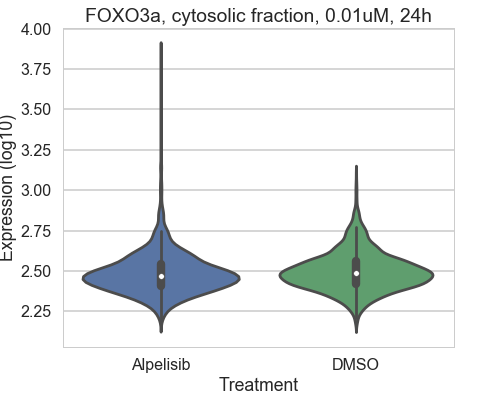 FOXO3a, cytosolic fraction, 0.01uM, 24h
Expression (log10)
4.00
3.75
3.50
3.25
3.00
2.75
2.50
2.25
Alpelisib
DMSO
Treatment